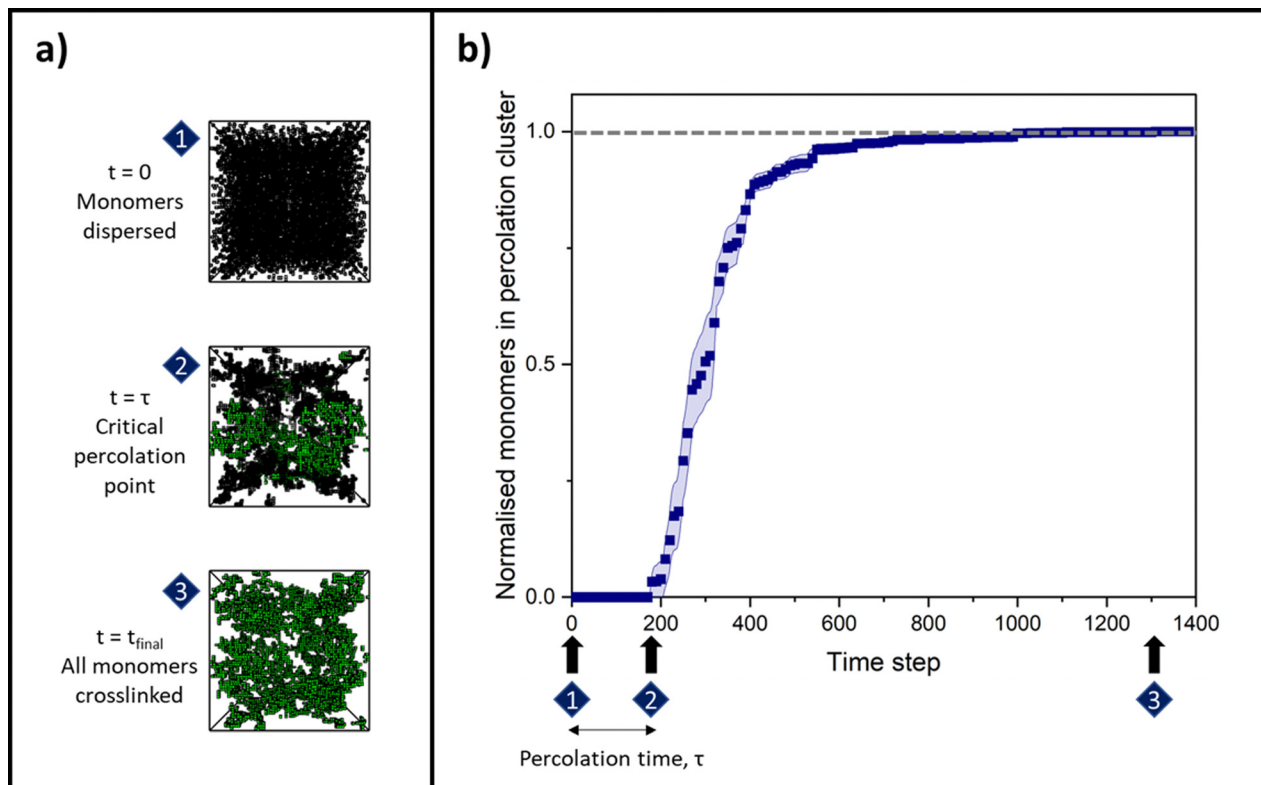 a)
1
t = 0
Monomers
dispersed
2
t = τ
Critical
percolation
point
3
t = tfinal
All monomers
crosslinked
b)
Normalised monomers in percolation cluster
1.0
0.5
0.0
0
200
400
600
800
1000
1200
1400
Time step
1
2
3
Percolation time, τ